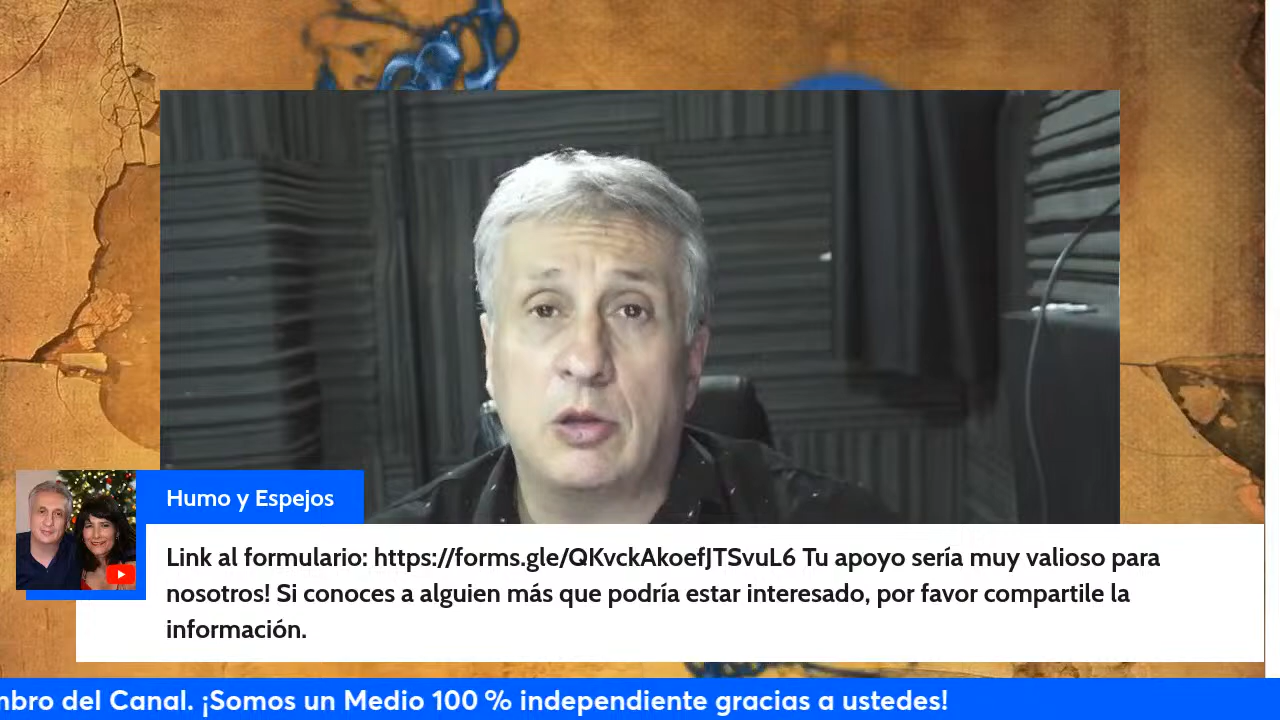 Humo y Espejos
Link al formulario: https://forms.gle/QKvckAkoefJTSvuL6 Tu apoyo sería muy valioso para
nosotros! Si conoces a alguien más que podría estar interesado, por favor compartile la
información.
mbro del Canal. ¡Somos un Medio 100 % independiente gracias a ustedes!